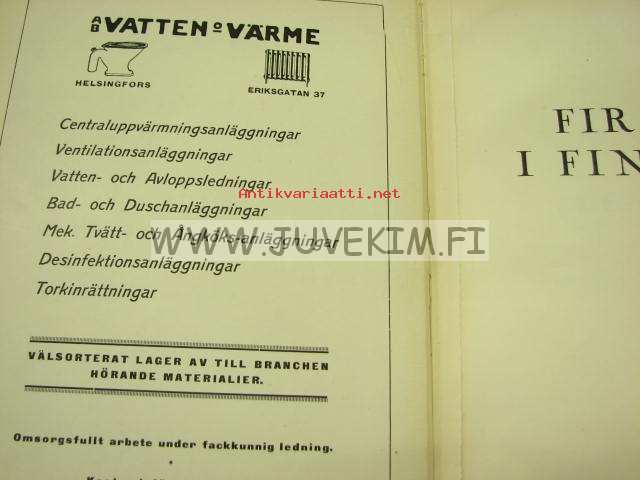 AB VATTEN O VÄRME
HELSINGFORS
ERIKSGATAN 37
Centraluppvärmningsanläggningar
Ventilationsanläggningar
Vatten- och Avloppsledningar
Antikvariaatti.net
Bad- och Duschanläggningar
Mek. Tvätt- och Ångköks-anläggningar
WWW.JUVEKIM.FI
Desinfektionsanläggningar
Torkinrättningar
VÄLSORTERAT LAGER AV TILL BRANCHEN
HÖRANDE MATERIALIER.
Omsorgsfullt arbete under fackkunnig ledning.
FIR
I FIN